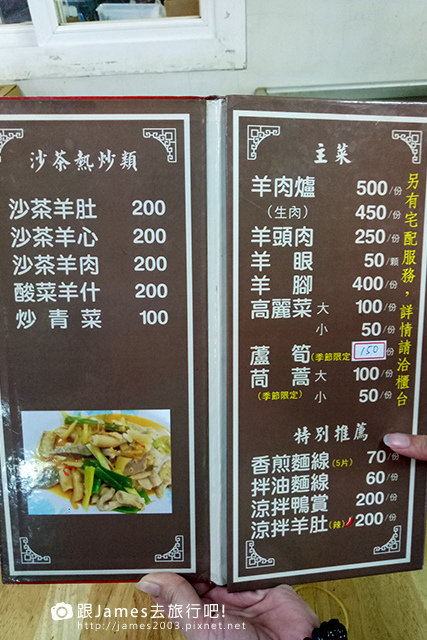 沙茶熱炒類
沙茶羊肚 200
沙茶羊心 200
沙茶羊肉 200
酸菜羊什 200
炒青菜 100
主菜
羊肉爐 500/份
(生肉) 450/份
羊頭肉 250/份
羊眼 50/顆
羊腳 400/份
高麗菜 大 100/份
小 50/份
蘆筍(季節限定) 150 份
茼蒿 大 100/份
(季節限定) 小 50/份
特別推薦
香煎麵線(5片) 70/份
拌油麵線 60/份
涼拌鴨賞 200/份
涼拌羊肚(辣) 200/份
另有宅配服務，詳情請洽櫃台
跟James去旅行吧!
http://james2003.pixnet.net